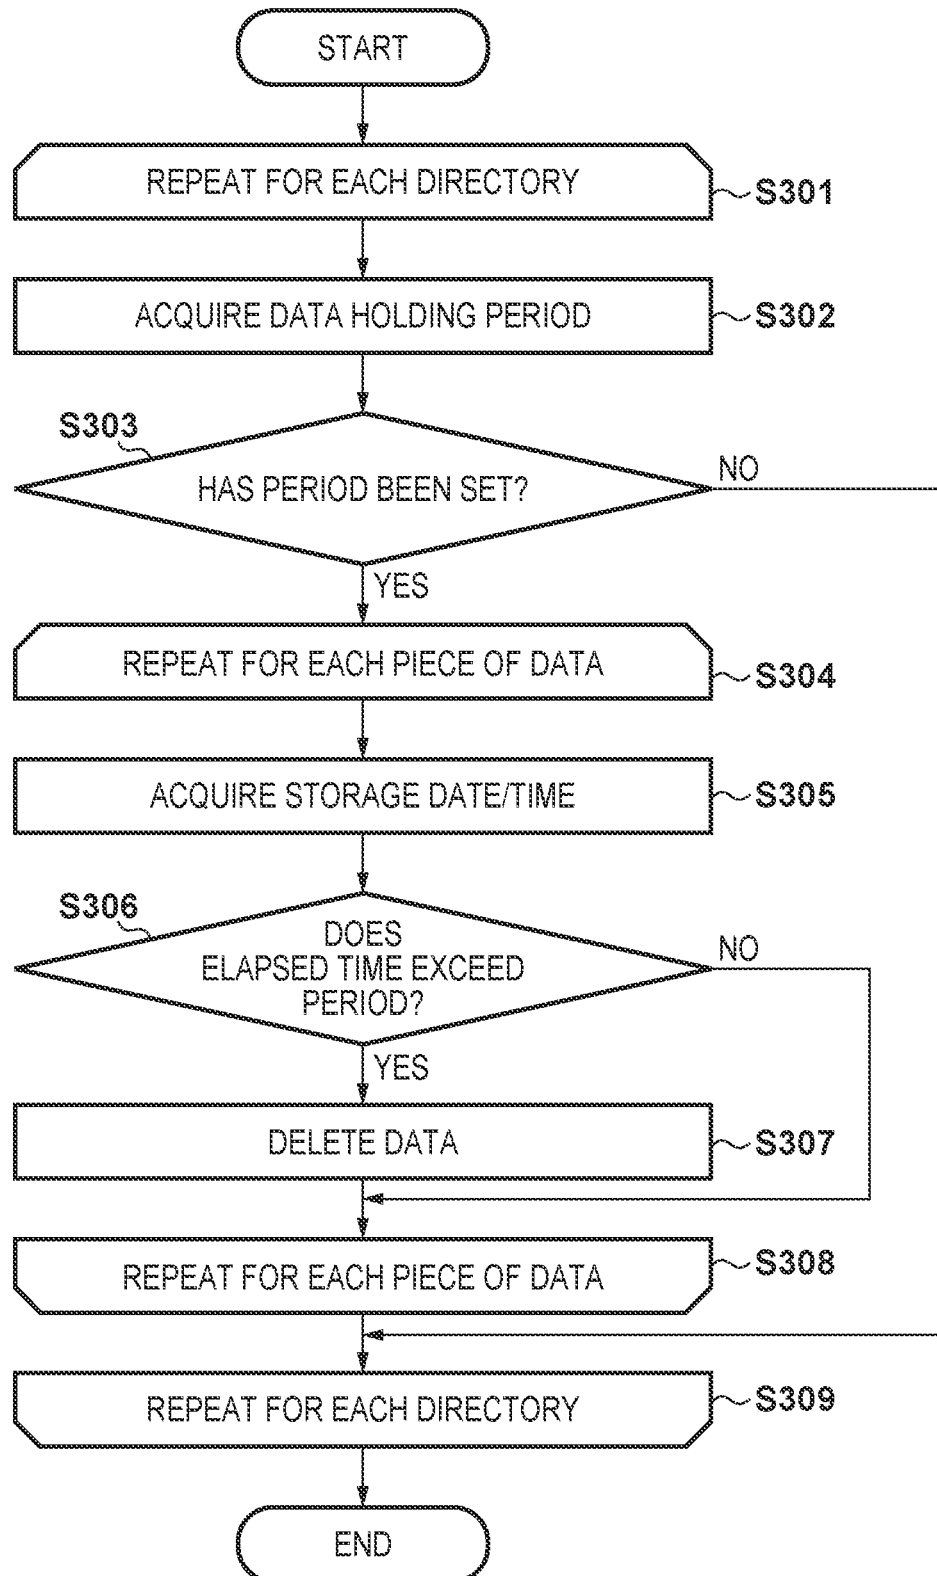 START
REPEAT FOR EACH DIRECTORY
S301
ACQUIRE DATA HOLDING PERIOD
S302
S303
HAS PERIOD BEEN SET?
NO
YES
REPEAT FOR EACH PIECE OF DATA
S304
ACQUIRE STORAGE DATE/TIME
S305
S306
DOES
ELAPSED TIME EXCEED
PERIOD?
NO
YES
DELETE DATA
S307
REPEAT FOR EACH PIECE OF DATA
S308
REPEAT FOR EACH DIRECTORY
S309
END